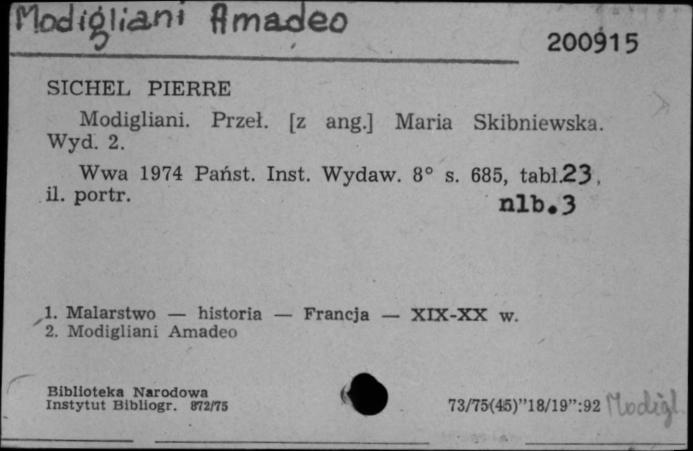 Modigliani Amadeo
200915
SICHEL PIERRE
Modigliani. Przeł. [z ang.] Maria Skibniewska.
Wyd. 2.
Wwa 1974 Państ. Inst. Wydaw. 8° s. 685, tabl.23,
il. portr.
nlb.3
1. Malarstwo — historia — Francja — XIX-XX w.
2. Modigliani Amadeo
Biblioteka Narodowa
Instytut Bibliogr. 872/75
73/75(45)”18/19”:92 Modigl.